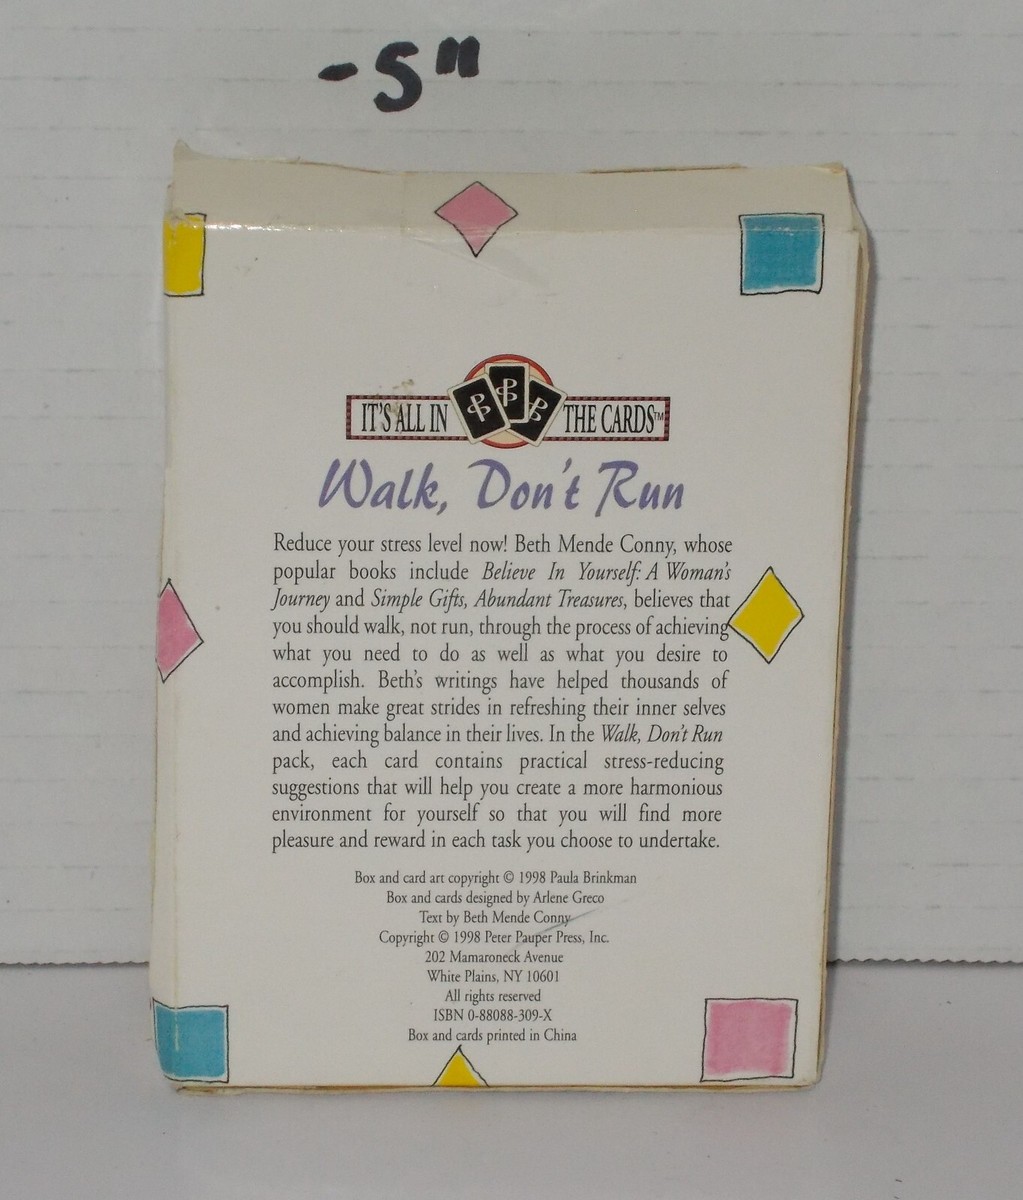 -5"
IT'S ALL IN THE CARDS™
Walk, Don't Run
Reduce your stress level now! Beth Mende Conny, whose
popular books include Believe In Yourself: A Woman's
Journey and Simple Gifts, Abundant Treasures, believes that
you should walk, not run, through the process of achieving
what you need to do as well as what you desire to
accomplish. Beth's writings have helped thousands of
women make great strides in refreshing their inner selves
and achieving balance in their lives. In the Walk, Don't Run
pack, each card contains practical stress-reducing
suggestions that will help you create a more harmonious
environment for yourself so that you will find more
pleasure and reward in each task you choose to undertake.
Box and card art copyright © 1998 Paula Brinkman
Box and cards designed by Arlene Greco
Text by Beth Mende Conny
Copyright © 1998 Peter Pauper Press, Inc.
202 Mamaroneck Avenue
White Plains, NY 10601
All rights reserved
ISBN 0-88088-309-X
Box and cards printed in China